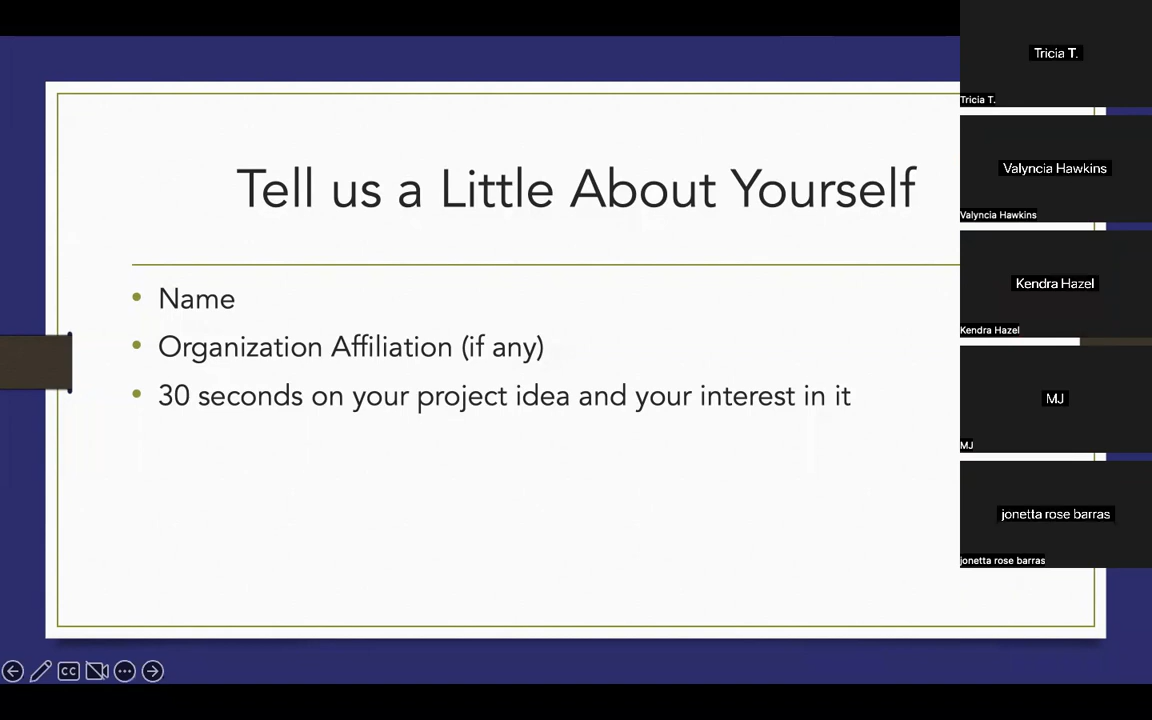 Tell us a Little About Yourself
• Name
• Organization Affiliation (if any)
• 30 seconds on your project idea and your interest in it
CC
Tricia T.
Tricia T.
Valyncia Hawkins
Valyncia Hawkins
Kendra Hazel
Kendra Hazel
MJ
MJ
jonetta rose barras
jonetta rose barras